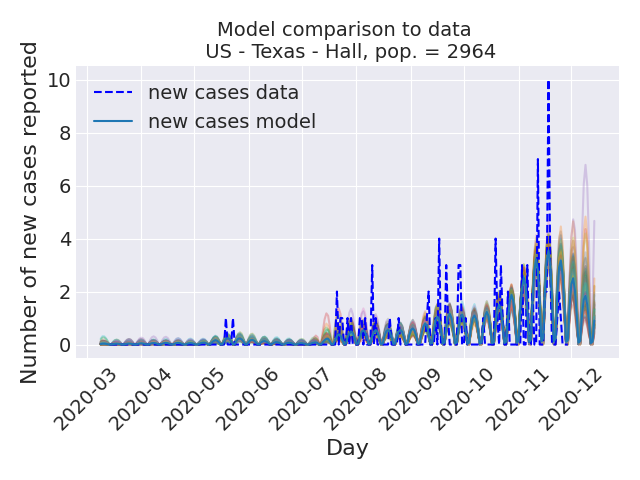 Model comparison to data
US - Texas - Hall, pop. = 2964
Number of new cases reported
10
8
6
4
2
0
new cases data
new cases model
2020-03
2020-04
2020-05
2020-06
2020-07
2020-08
2020-09
2020-10
2020-11
2020-12
Day